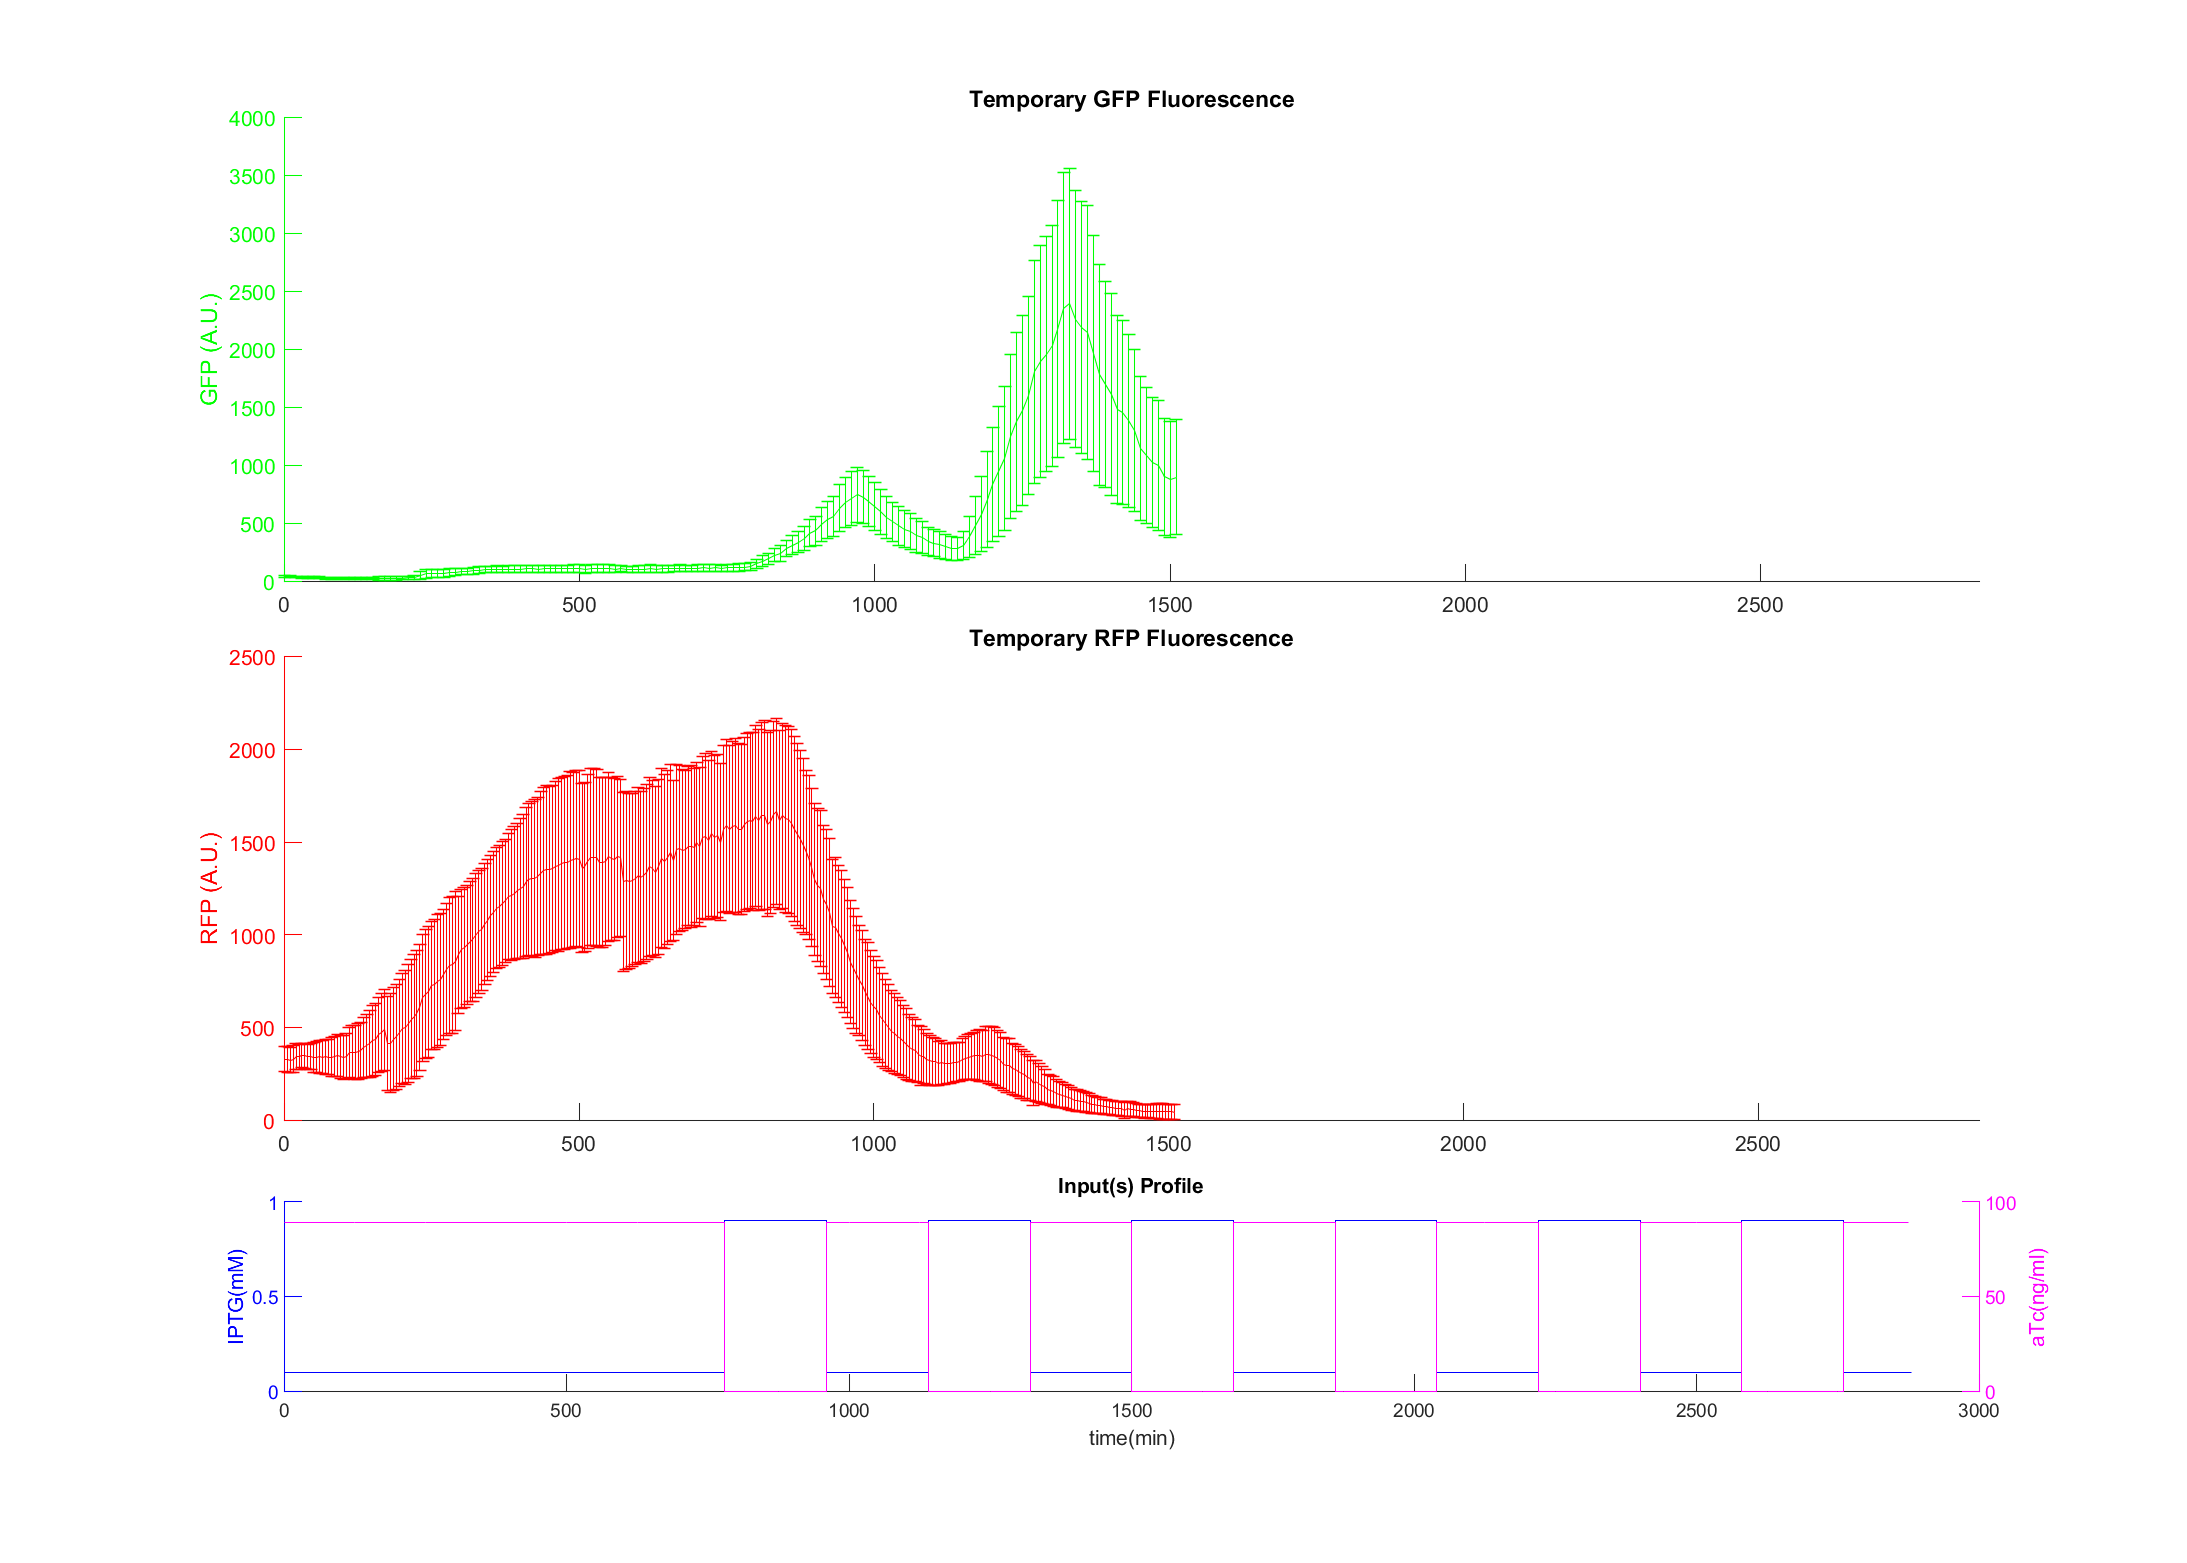 Temporary GFP Fluorescence
4000
3500
3000
2500
2000
1500
1000
500
0
GFP (A.U.)
0 500 1000 1500 2000 2500
Temporary RFP Fluorescence
2500
2000
1500
1000
500
0
RFP (A.U.)
0 500 1000 1500 2000 2500
Input(s) Profile
1
0.5
0
IPTG(mM)
100
50
0
aTc(ng/ml)
0 500 1000 1500 2000 2500 3000
time(min)